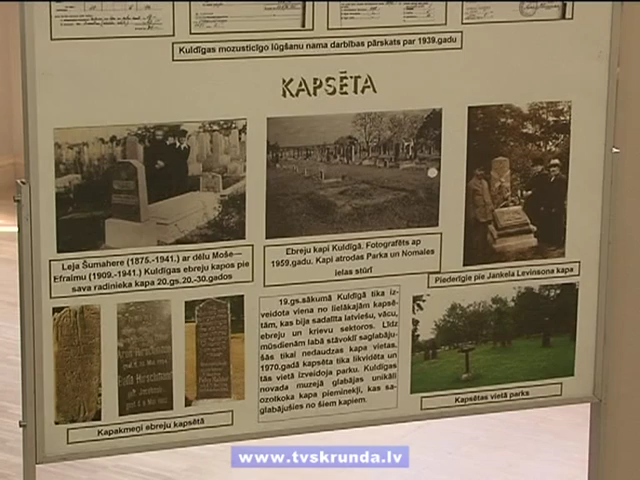 Kuldīgas mozusticīgo lūgšanu nama darbības pārskats par 1939.gadu
KAPSĒTA
Leja Šumahere (1875.-1941.) ar dēlu Moše—
Efraimu (1909.-1941.) Kuldīgas ebreju kapos pie
sava radinieka kapa 20.gs.20.-30.gados
Ebreju kapi Kuldīgā. Fotografēts ap
1959.gadu. Kapi atrodas Parka un Nomales
ielas stūrī
Piederīgie pie Jankela Levinsona kapa
19.gs.sākumā Kuldīgā tika iz-
veidota viena no lielākajām kapsē-
tām, kas bija sadalīta latviešu, vācu,
ebreju un krievu sektoros. Līdz
mūsdienām labā stāvoklī saglabāju-
šās tikai nedaudzas kapa vietas.
1970.gadā kapsēta tika likvidēta un
tās vietā izveidoja parku. Kuldīgas
novada muzejā glabājas unikāli
ozolkoka kapa pieminekļi, kas sa-
glabājušies no šiem kapiem.
Kapakmeņi ebreju kapsētā
Kapsētas vietā parks
www.tvskrunda.lv